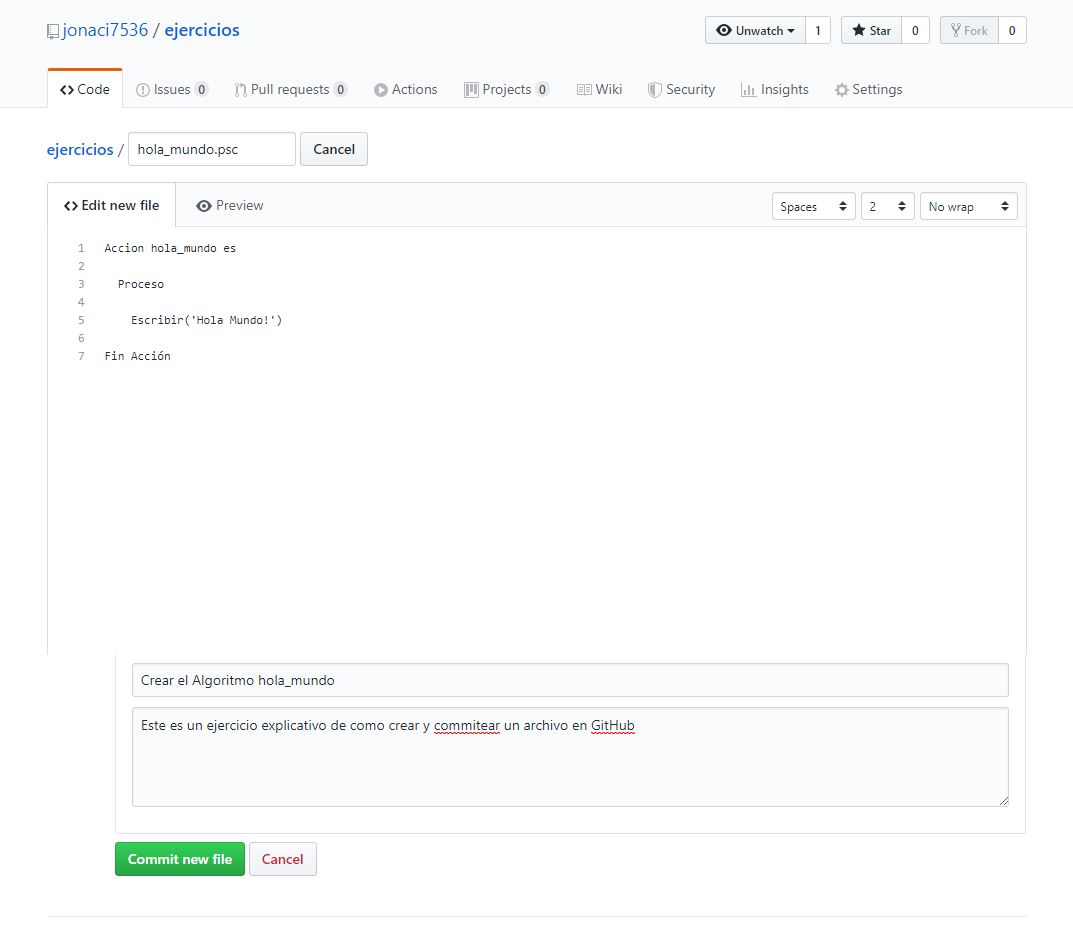 jonaci7536 / ejercicios Unwatch 1 Star 0 Fork 0
Code Issues 0 Pull requests 0 Actions Projects 0 Wiki Security Insights Settings
ejercicios / hola_mundo.psc Cancel
Edit new file Preview Spaces 2 No wrap
1 Accion hola_mundo es
2
3 Proceso
4
5 Escribir('Hola Mundo!')
6
7 Fin Acción
Crear el Algoritmo hola_mundo
Este es un ejercicio explicativo de como crear y commitear un archivo en GitHub
Commit new file Cancel